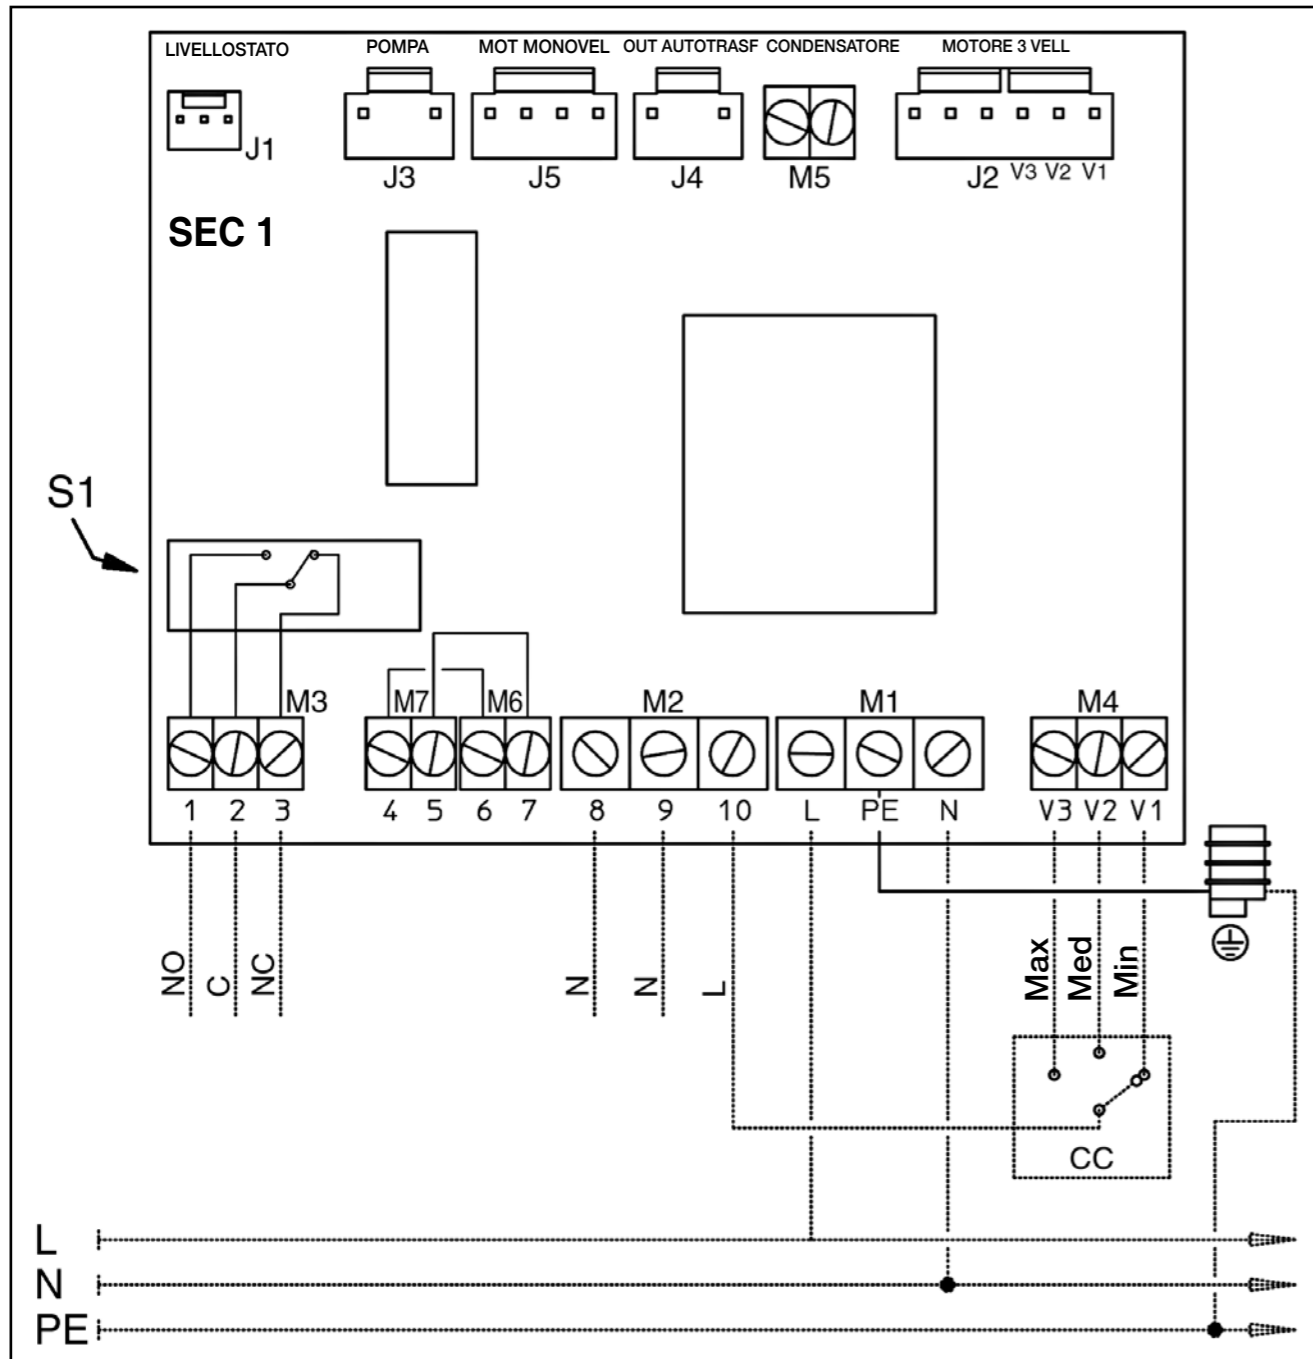 LIVELLOSTATO POMPA MOT MONOVEL OUT AUTOTRASF CONDENSATORE MOTORE 3 VELL
J1 J3 J5 J4 M5 J2 V3 V2 V1
SEC 1
S1
M3 M7 M6 M2 M1 M4
1 2 3 4 5 6 7 8 9 10 L PE N V3 V2 V1
NO C NC N N L Max Med Min
CC
L
N
PE